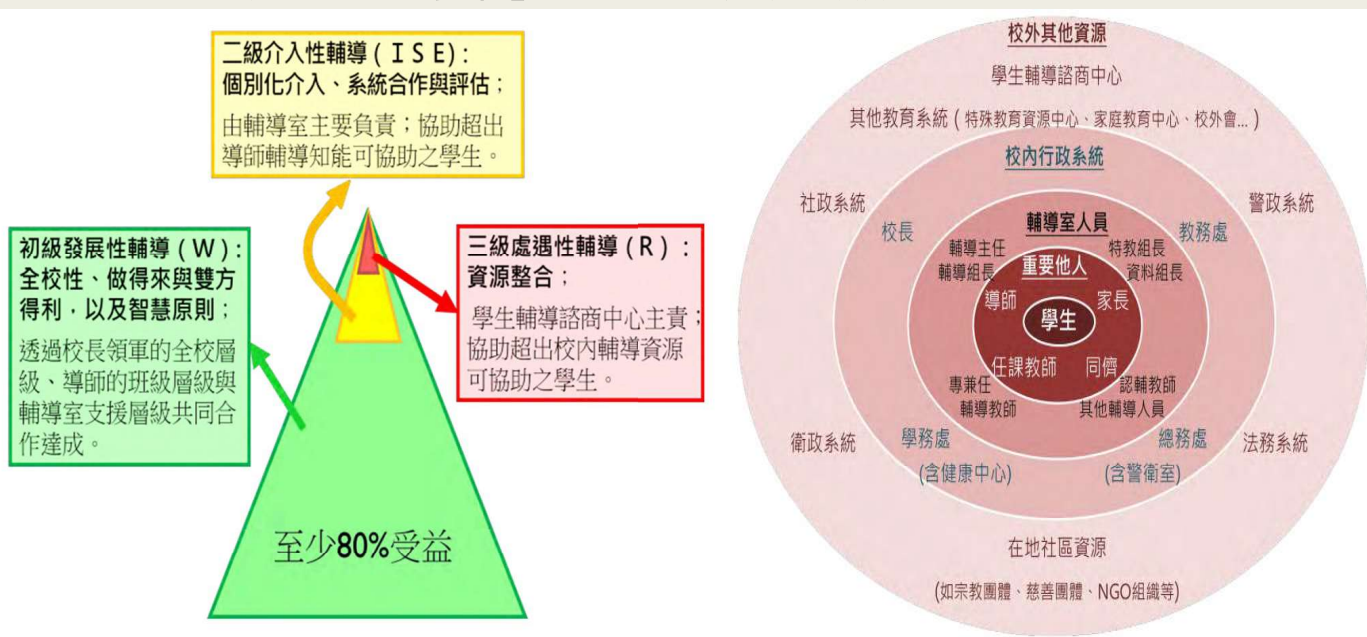 二級介入性輔導(ISE):
個別化介入、系統合作與評估;
由輔導室主要負責;協助超出
導師輔導知能可協助之學生。
初級發展性輔導(W):
全校性、做得來與雙方
得利,以及智慧原則;
透過校長領軍的全校層
級、導師的班級層級與
輔導室支援層級共同合
作達成。
三級處遇性輔導(R):
資源整合;
學生輔導諮商中心主責;
協助超出校內輔導資源
可協助之學生。
至少80%受益
校外其他資源
學生輔導諮商中心
其他教育系統(特殊教育資源中心、家庭教育中心、校外會...)
校內行政系統
社政系統
警政系統
校長
教務處
輔導室人員
輔導主任
輔導組長
特教組長
資料組長
重要他人
導師
家長
學生
任課教師
同儕
專兼任
輔導教師
認輔教師
其他輔導人員
學務處
(含健康中心)
總務處
(含警衛室)
衛政系統
法務系統
在地社區資源
(如宗教團體、慈善團體、NGO組織等)